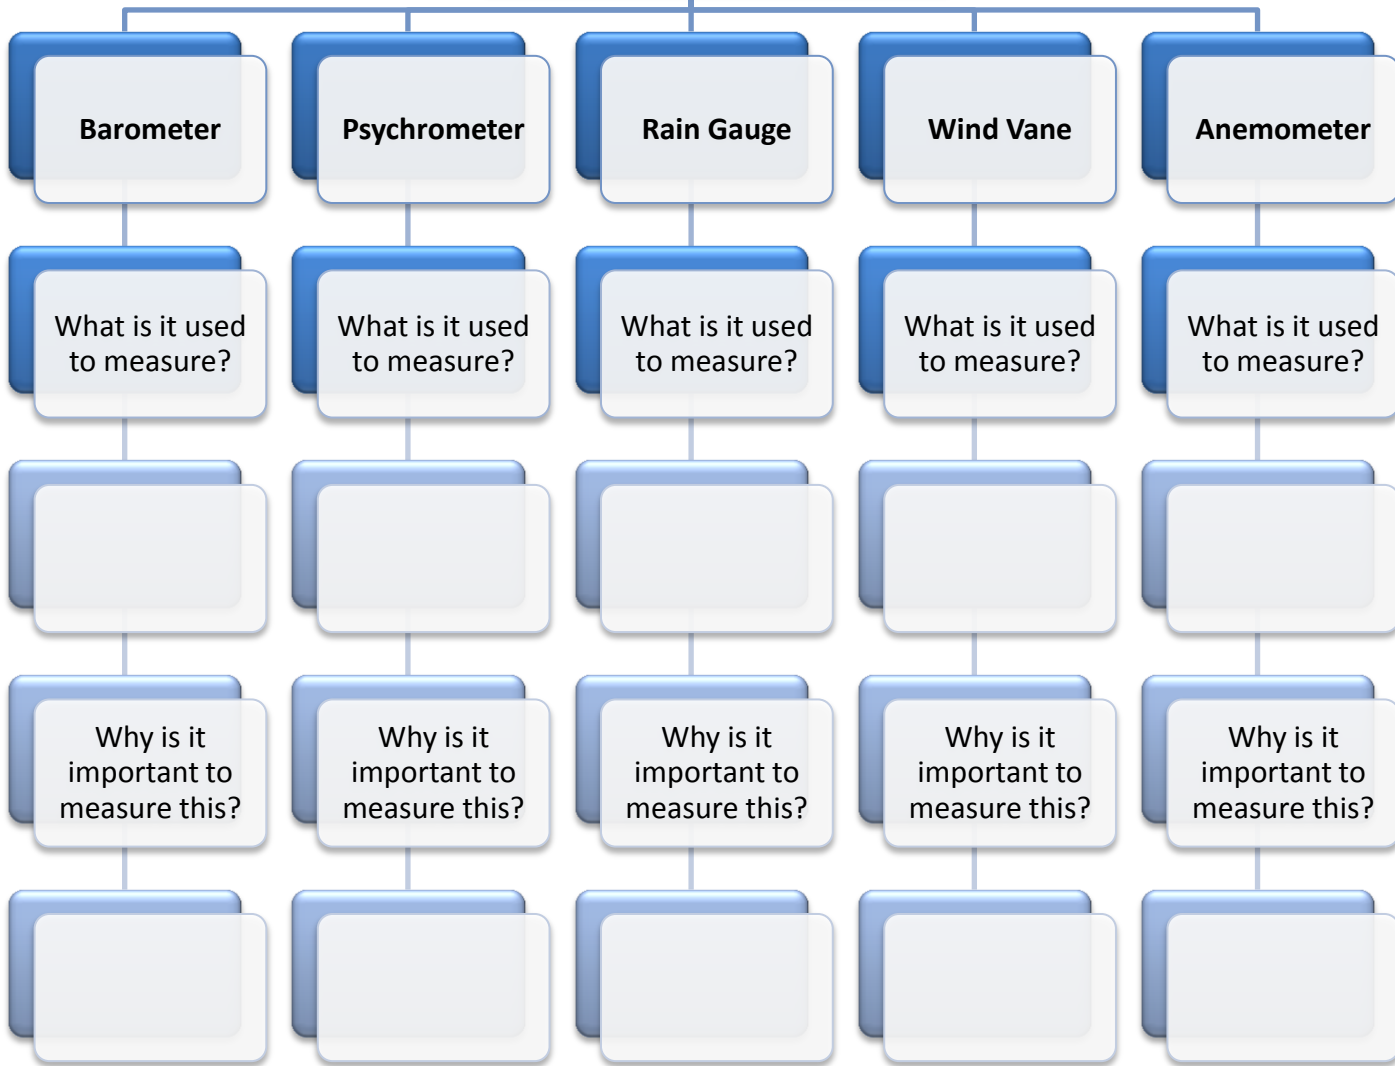 Barometer
Psychrometer
Rain Gauge
Wind Vane
Anemometer
What is it used
to measure?
What is it used
to measure?
What is it used
to measure?
What is it used
to measure?
What is it used
to measure?
Why is it
important to
measure this?
Why is it
important to
measure this?
Why is it
important to
measure this?
Why is it
important to
measure this?
Why is it
important to
measure this?